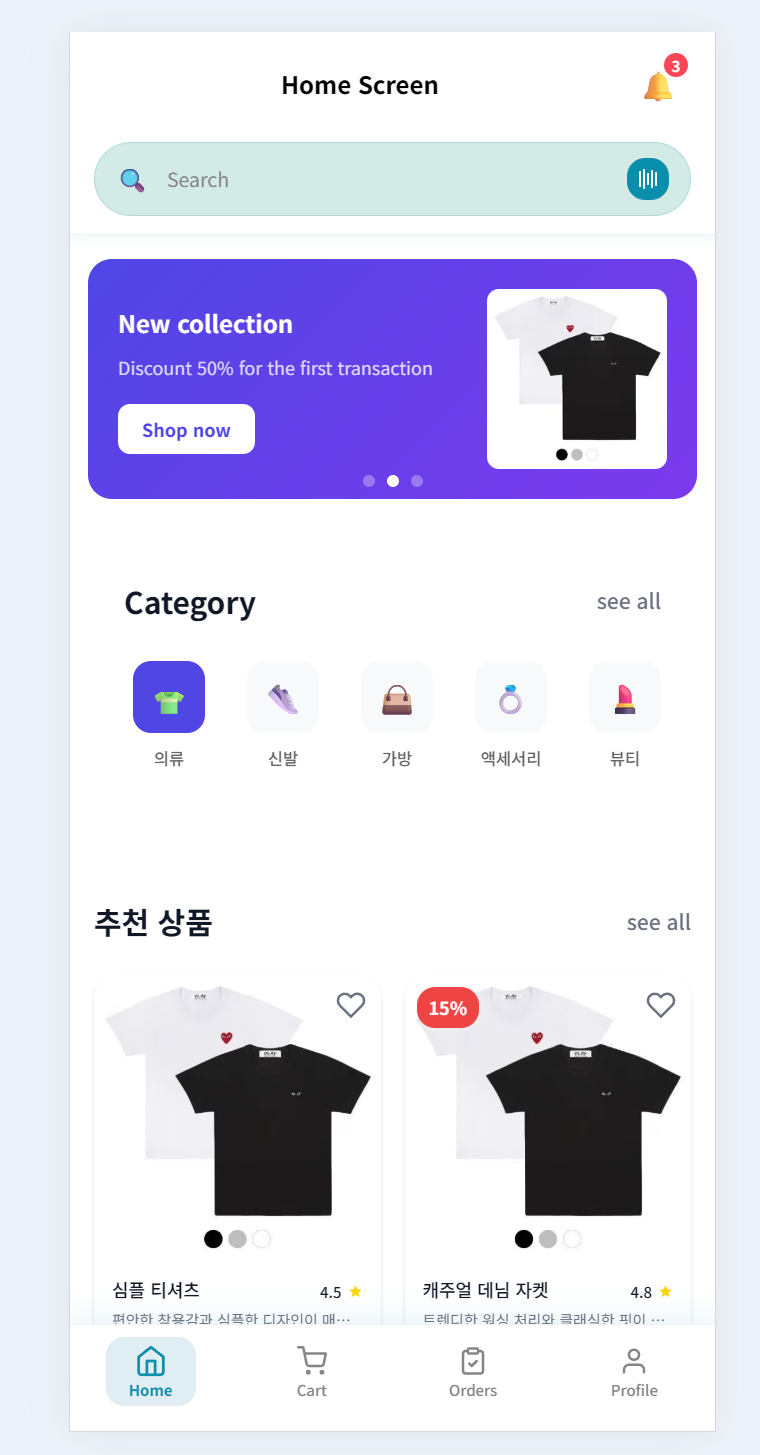 Home Screen
3
Search
New collection
Discount 50% for the first transaction
Shop now
Category
see all
의류
신발
가방
액세서리
뷰티
추천 상품
see all
15%
심플 티셔츠
4.5
캐주얼 데님 자켓
4.8
편안한 착용감과 심플한 디자인이 매…
트렌디한 워싱 처리와 클래식한 핏이 …
Home
Cart
Orders
Profile